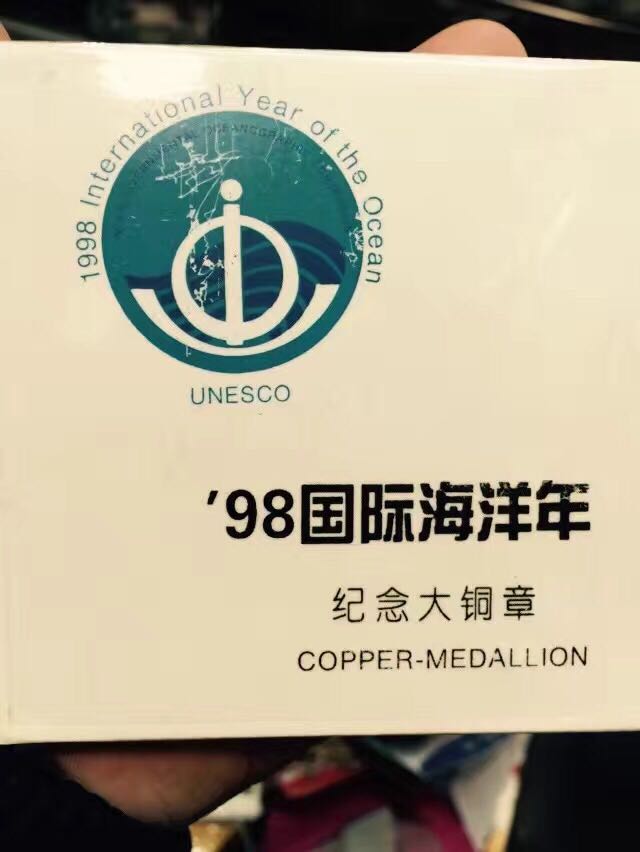 1998 International Year of the Ocean
UNESCO
'98国际海洋年
纪念大铜章
COPPER-MEDALLION